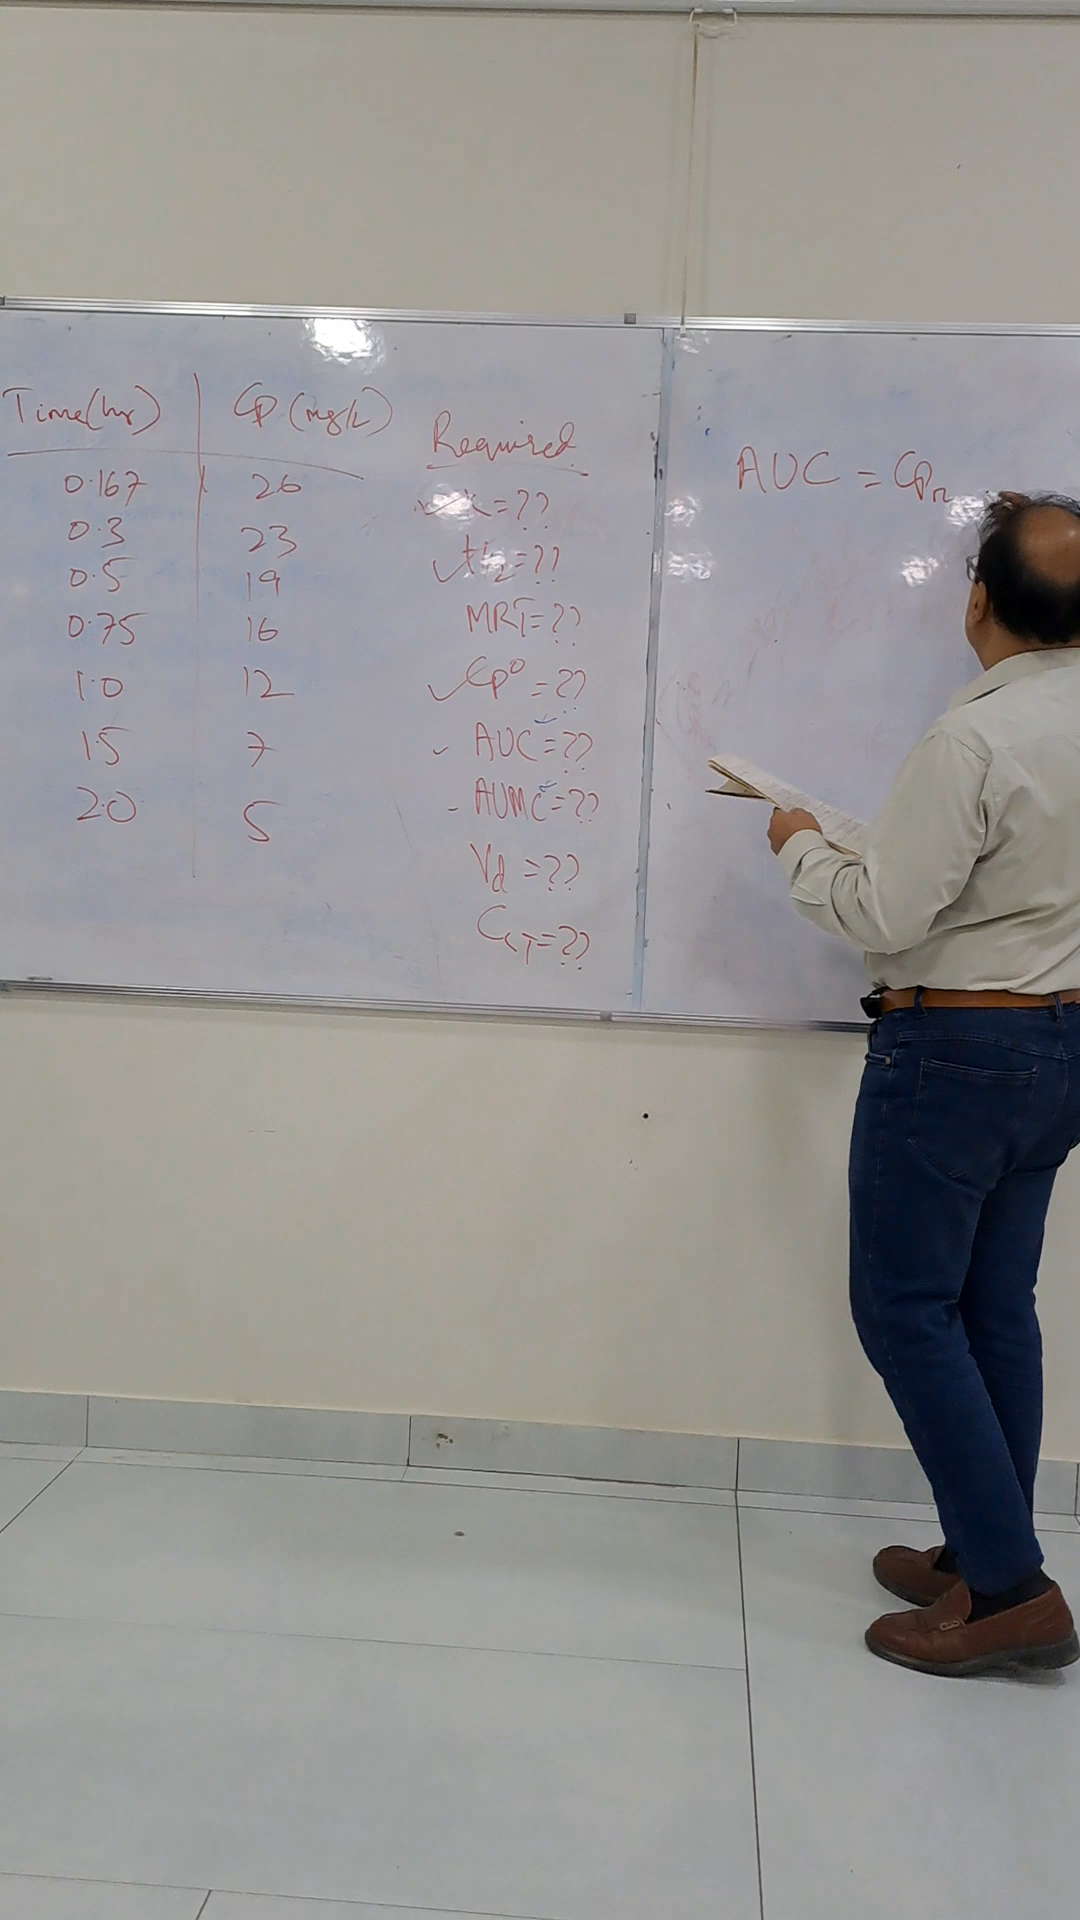 Time(hr) Cp (mg/L)
0.167 26
0.3 23
0.5 19
0.75 16
1.0 12
1.5 7
2.0 5
Required
K=??
t½=??
MRT=??
Cp⁰=??
AUC=??
AUMC=??
Vd=??
=??
AUC = Cpn